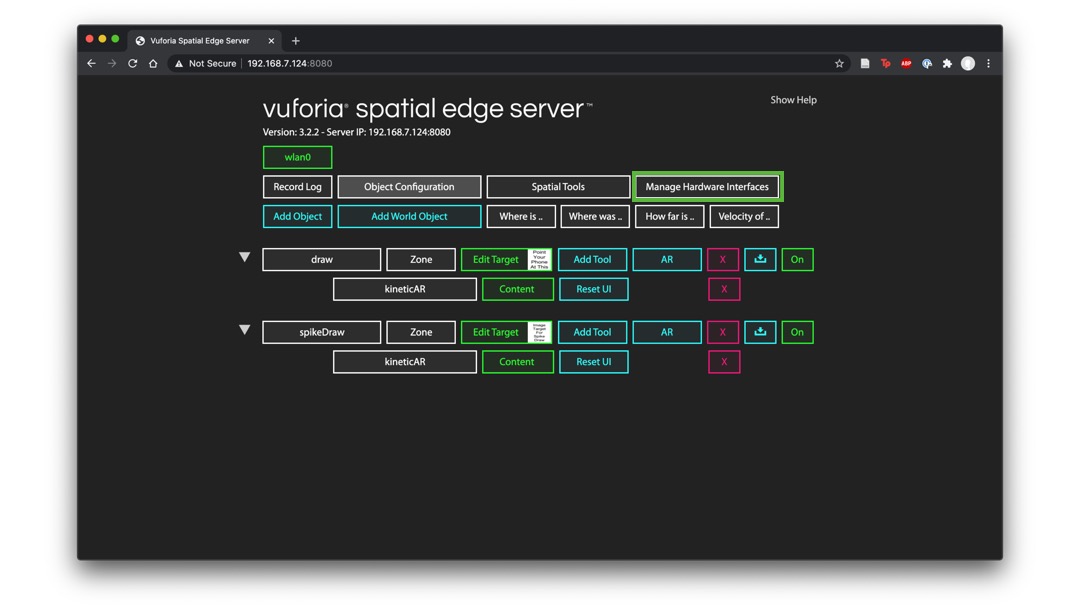 Vuforia Spatial Edge Server
Not Secure 192.168.7.124:8080
Tp ABP
Show Help
vuforia® spatial edge server™
Version: 3.2.2 - Server IP: 192.168.7.124:8080
wlan0
Record Log Object Configuration Spatial Tools Manage Hardware Interfaces
Add Object Add World Object Where is .. Where was .. How far is .. Velocity of ..
draw Zone Edit Target Point Your Phone At This Add Tool AR X On
kineticAR Content Reset UI X
spikeDraw Zone Edit Target Image Target For Spike Draw Add Tool AR X On
kineticAR Content Reset UI X